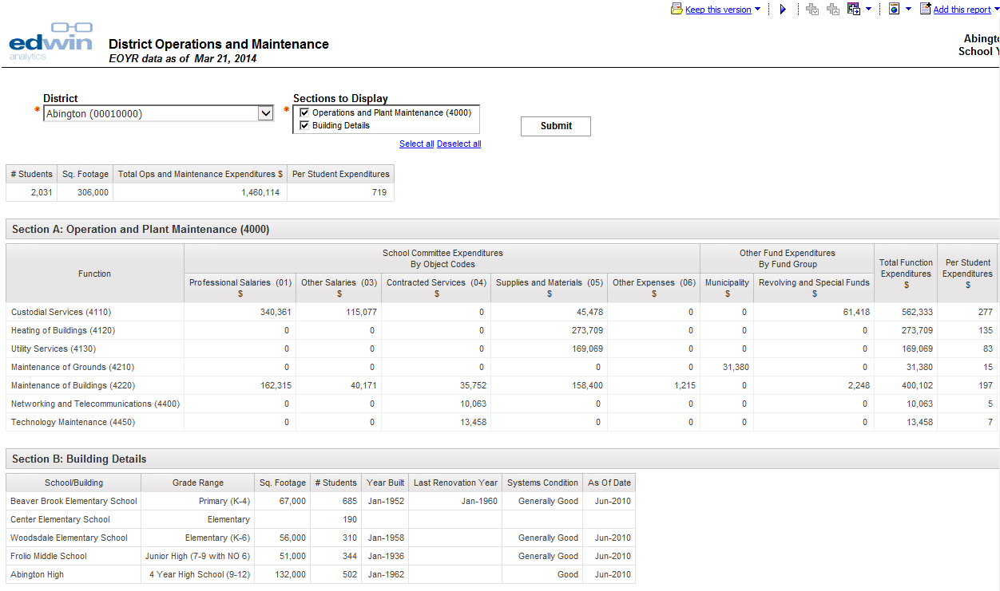 Keep this version
Add this report
edwin
analytics
District Operations and Maintenance
EOYR data as of Mar 21, 2014
School
District
Sections to Display
* Abington (00010000)
* Operations and Plant Maintenance (4000)
Building Details
Submit
Select all Deselect all
# Students Sq. Footage Total Ops and Maintenance Expenditures $ Per Student Expenditures
2,031 306,000 1,460,114 719
Section A: Operation and Plant Maintenance (4000)
Function
School Committee Expenditures
By Object Codes
Other Fund Expenditures
By Fund Group
Total Function
Expenditures
$
Per Student
Expenditures
$
Professional Salaries (01) Other Salaries (03) Contracted Services (04) Supplies and Materials (05) Other Expenses (06) Municipality Revolving and Special Funds
$ $ $ $ $ $ $
Custodial Services (4110) 340,361 115,077 0 45,478 0 0 61,418 562,333 277
Heating of Buildings (4120) 0 0 0 273,709 0 0 0 273,709 135
Utility Services (4130) 0 0 0 169,069 0 0 0 169,069 83
Maintenance of Grounds (4210) 0 0 0 0 0 31,380 0 31,380 15
Maintenance of Buildings (4220) 162,315 40,171 35,752 158,400 1,215 0 2,248 400,102 197
Networking and Telecommunications (4400) 0 0 10,063 0 0 0 0 10,063 5
Technology Maintenance (4450) 0 0 13,458 0 0 0 0 13,458 7
Section B: Building Details
School/Building Grade Range Sq. Footage # Students Year Built Last Renovation Year Systems Condition As Of Date
Beaver Brook Elementary School Primary (K-4) 67,000 685 Jan-1952 Jan-1960 Generally Good Jun-2010
Center Elementary School Elementary 190
Woodsdale Elementary School Elementary (K-6) 56,000 310 Jan-1958 Generally Good Jun-2010
Frolio Middle School Junior High (7-9 with NO 6) 51,000 344 Jan-1936 Generally Good Jun-2010
Abington High 4 Year High School (9-12) 132,000 502 Jan-1962 Good Jun-2010